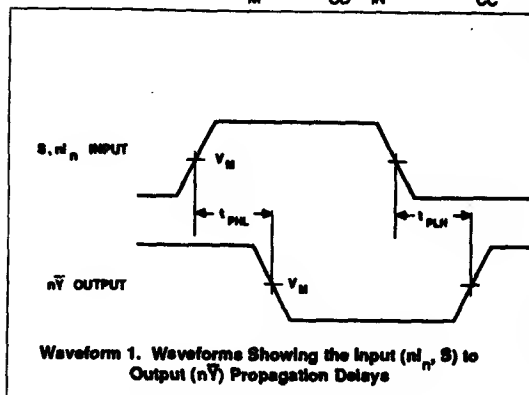 S, nIn INPUT
VM
tPHL
tPLH
nȲ OUTPUT
VM
Waveform 1. Waveforms Showing the Input (nIn, S) to
Output (nȲ) Propagation Delays